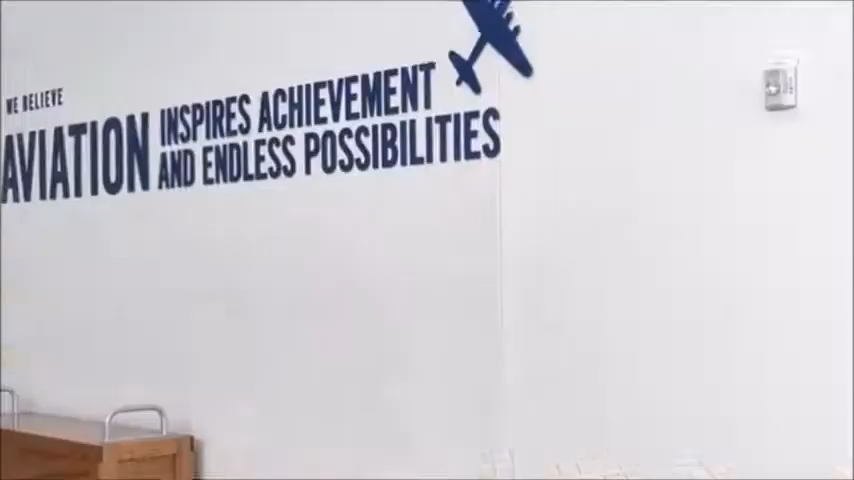 WE BELIEVE
AVIATION
INSPIRES ACHIEVEMENT
AND ENDLESS POSSIBILITIES